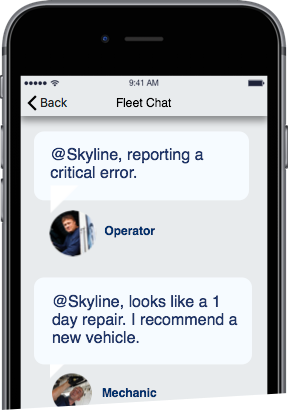 9:41 AM
Back Fleet Chat
@Skyline, reporting a
critical error.
Operator
@Skyline, looks like a 1
day repair. I recommend a
new vehicle.
Mechanic